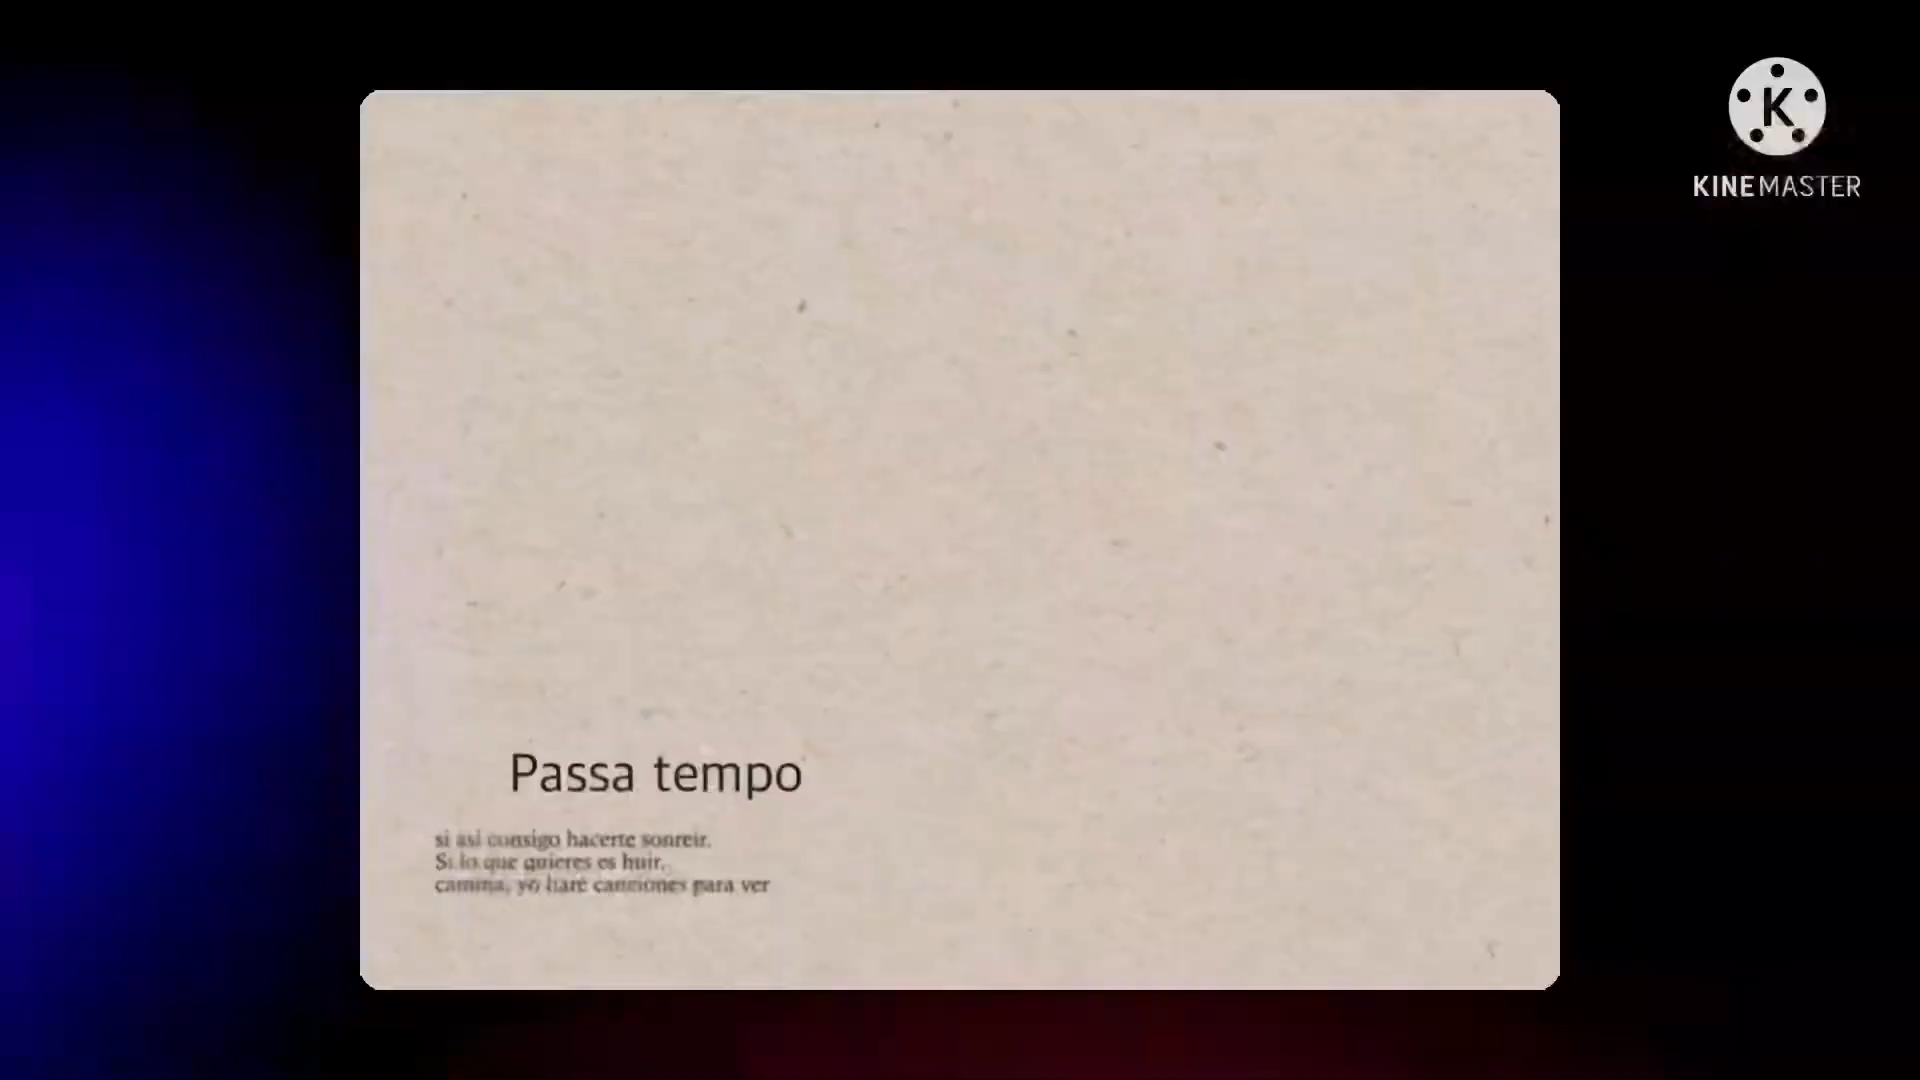 KINEMASTER
Passa tempo
si asi consigo hacerte sonreir.
Si lo que quieres es huir,
camina, yo haré canciones para ver